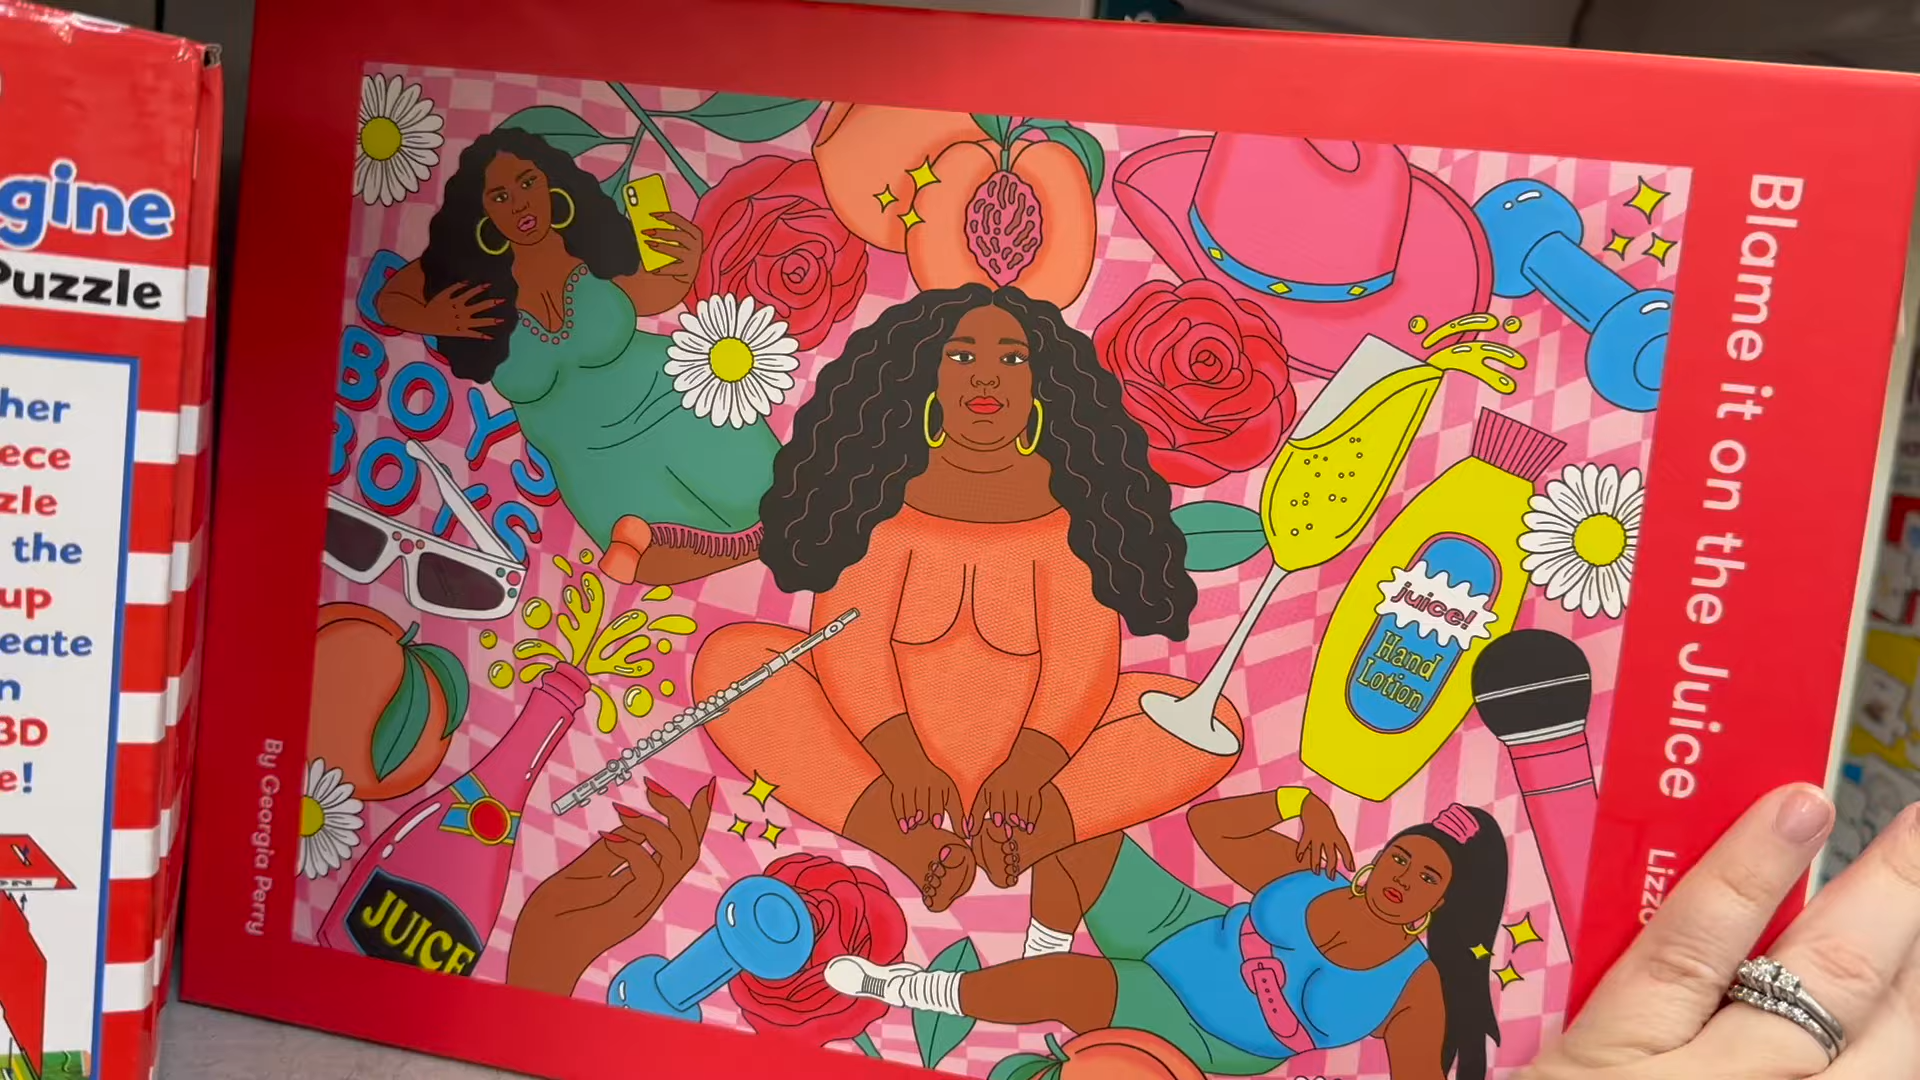 gine
Puzzle
her
ece
zle
the
up
eate
n
3D
e!
BOYS
BOYS
JUICE
juice!
Hand
Lotion
Blame it on the Juice
Lizzo
By Georgia Perry